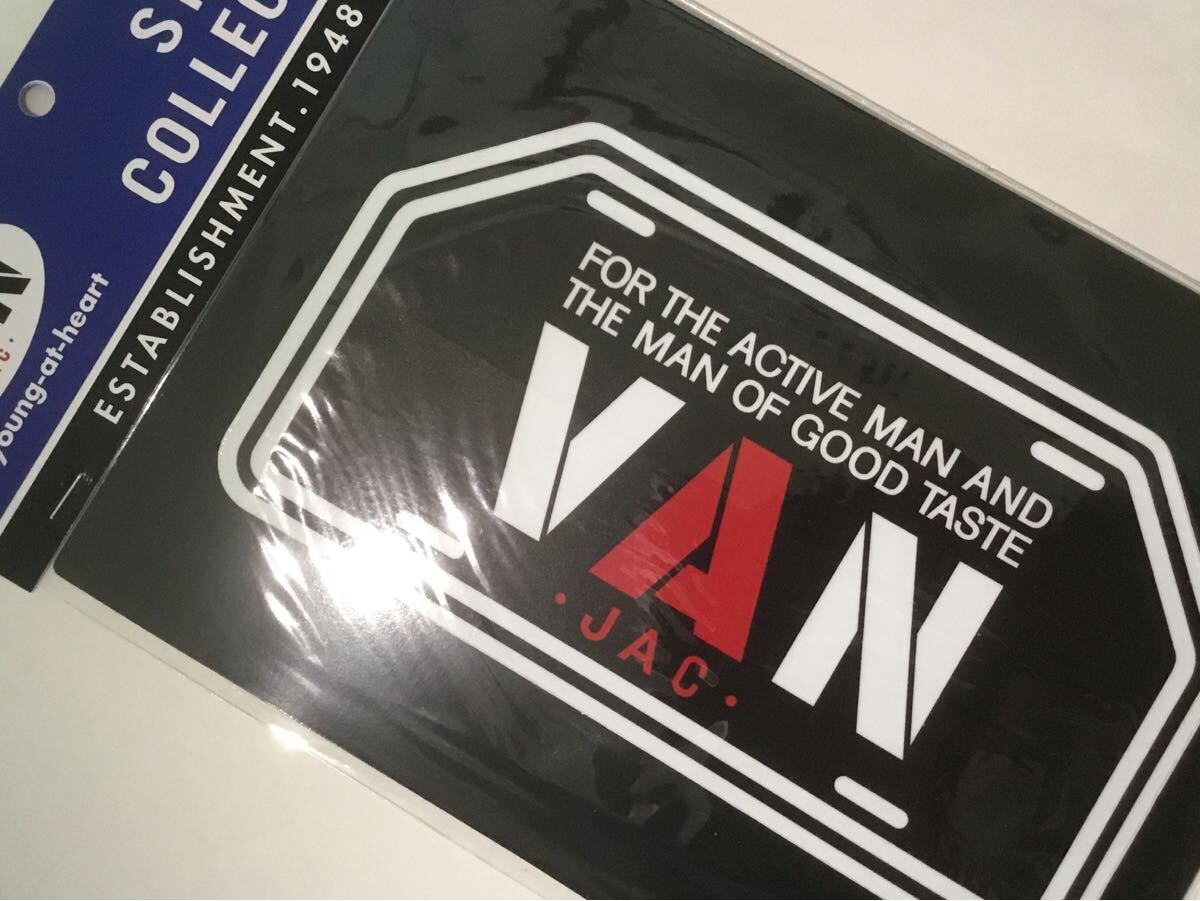 COLLEC
ESTABLISHMENT.1948
young-at-heart
FOR THE ACTIVE MAN AND
THE MAN OF GOOD TASTE
VAN
·JAC·